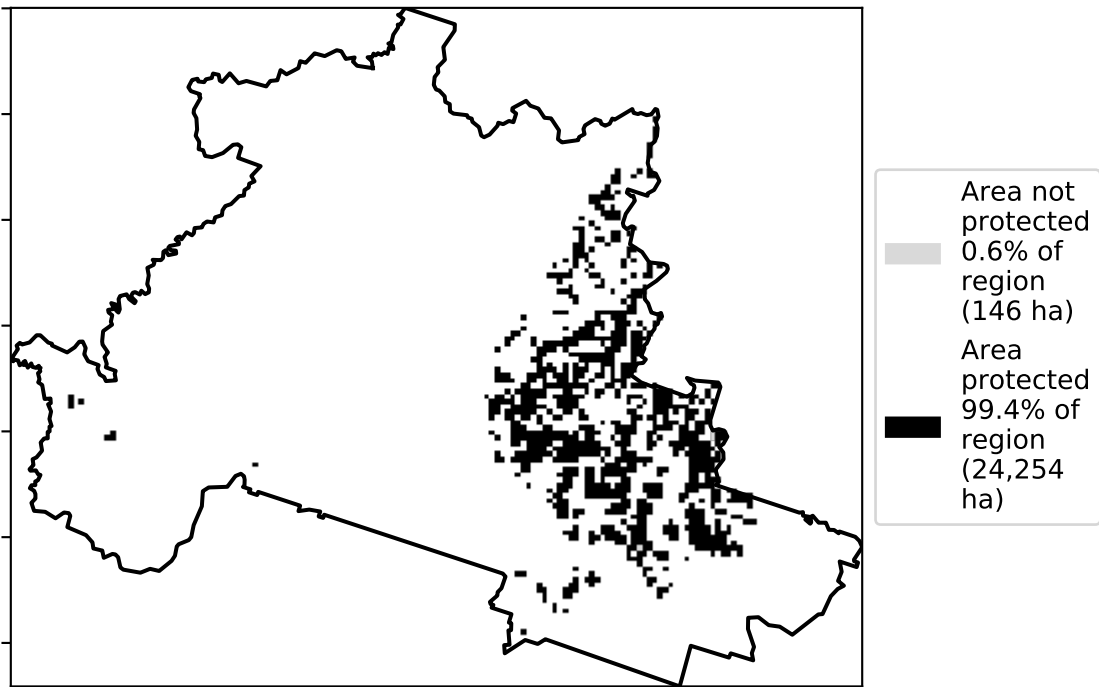 Area not
protected
0.6% of
region
(146 ha)
Area
protected
99.4% of
region
(24,254
ha)